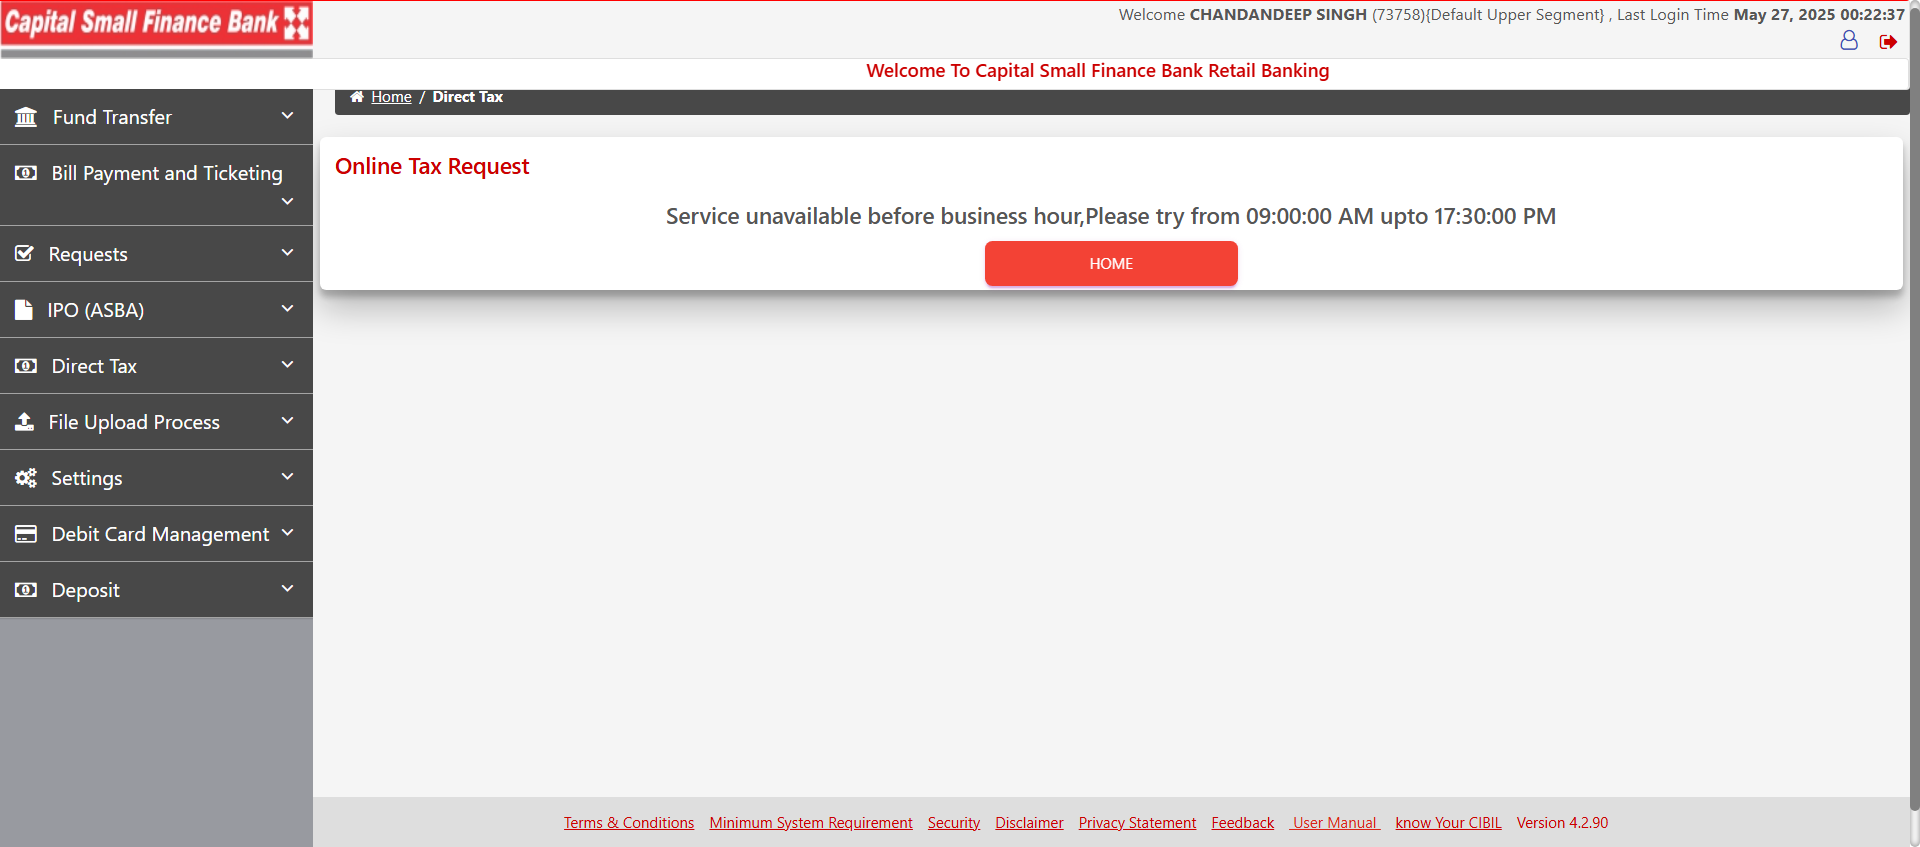 Capital Small Finance Bank
Welcome CHANDANDEEP SINGH (73758){Default Upper Segment} , Last Login Time May 27, 2025 00:22:37
Welcome To Capital Small Finance Bank Retail Banking
Home / Direct Tax
Fund Transfer
Bill Payment and Ticketing
Requests
IPO (ASBA)
Direct Tax
File Upload Process
Settings
Debit Card Management
Deposit
Online Tax Request
Service unavailable before business hour,Please try from 09:00:00 AM upto 17:30:00 PM
HOME
Terms & Conditions Minimum System Requirement Security Disclaimer Privacy Statement Feedback User Manual know Your CIBIL Version 4.2.90